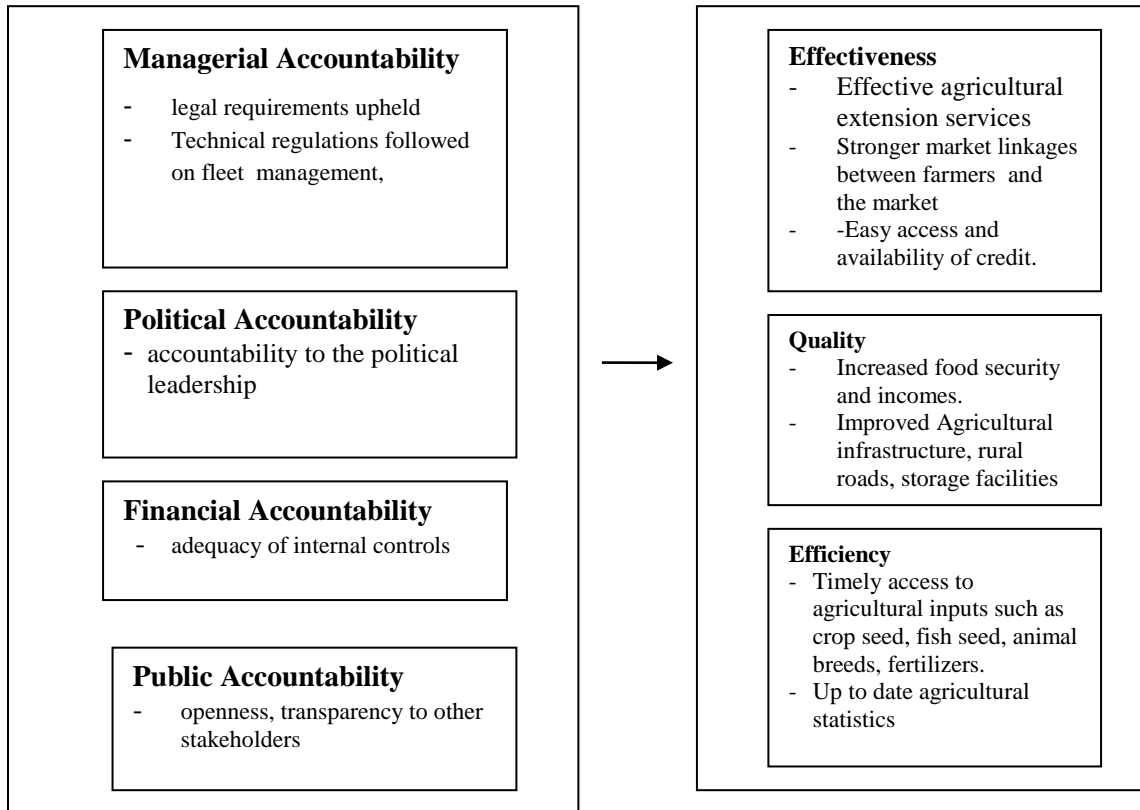 Managerial Accountability
- legal requirements upheld
- Technical regulations followed
on fleet management,
Political Accountability
- accountability to the political
leadership
Financial Accountability
- adequacy of internal controls
Public Accountability
- openness, transparency to other
stakeholders
Effectiveness
- Effective agricultural
extension services
- Stronger market linkages
between farmers and
the market
- -Easy access and
availability of credit.
Quality
- Increased food security
and incomes.
- Improved Agricultural
infrastructure, rural
roads, storage facilities
Efficiency
- Timely access to
agricultural inputs such as
crop seed, fish seed, animal
breeds, fertilizers.
- Up to date agricultural
statistics